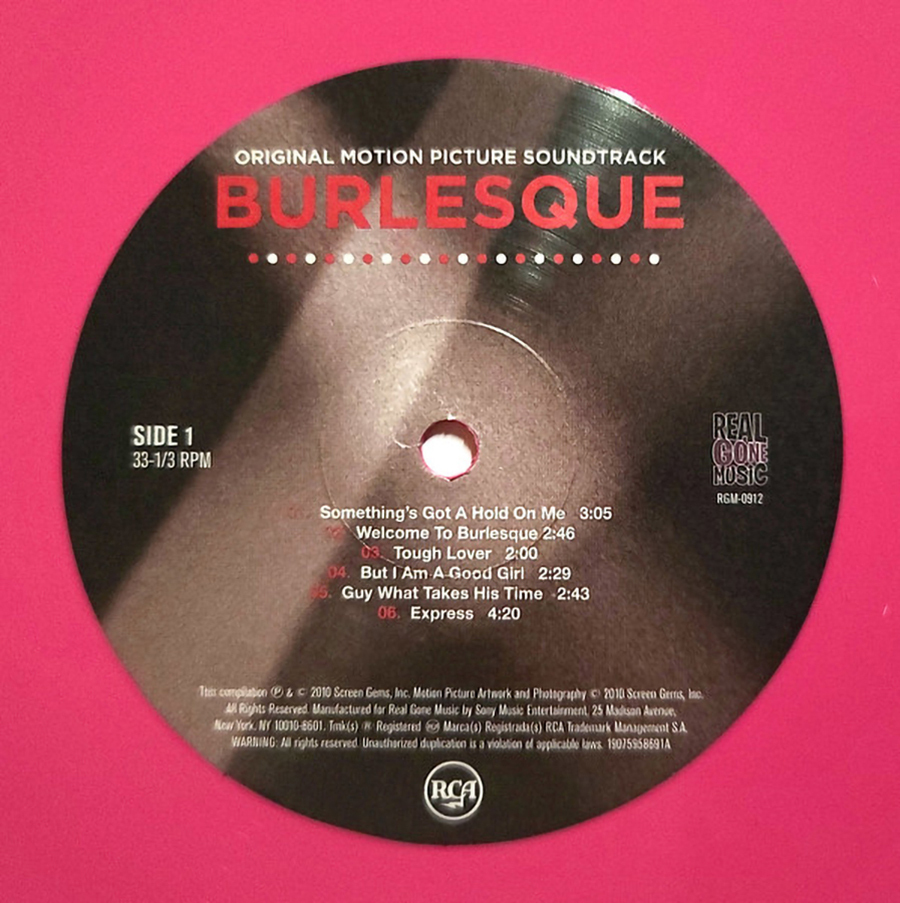 ORIGINAL MOTION PICTURE SOUNDTRACK
BURLESQUE
SIDE 1
33-1/3 RPM
REAL
GONE
MUSIC
RGM-0912
01. Something's Got A Hold On Me 3:05
02. Welcome To Burlesque 2:46
03. Tough Lover 2:00
04. But I Am A Good Girl 2:29
05. Guy What Takes His Time 2:43
06. Express 4:20
This compilation ℗ & © 2010 Screen Gems, Inc. Motion Picture Artwork and Photography © 2010 Screen Gems, Inc.
All Rights Reserved. Manufactured for Real Gone Music by Sony Music Entertainment, 25 Madison Avenue,
New York, NY 10010-8601. Tmk(s) ® Registered Marca(s) Registrada(s) RCA Trademark Management S.A.
WARNING: All rights reserved. Unauthorized duplication is a violation of applicable laws. 19075958691A
RCA